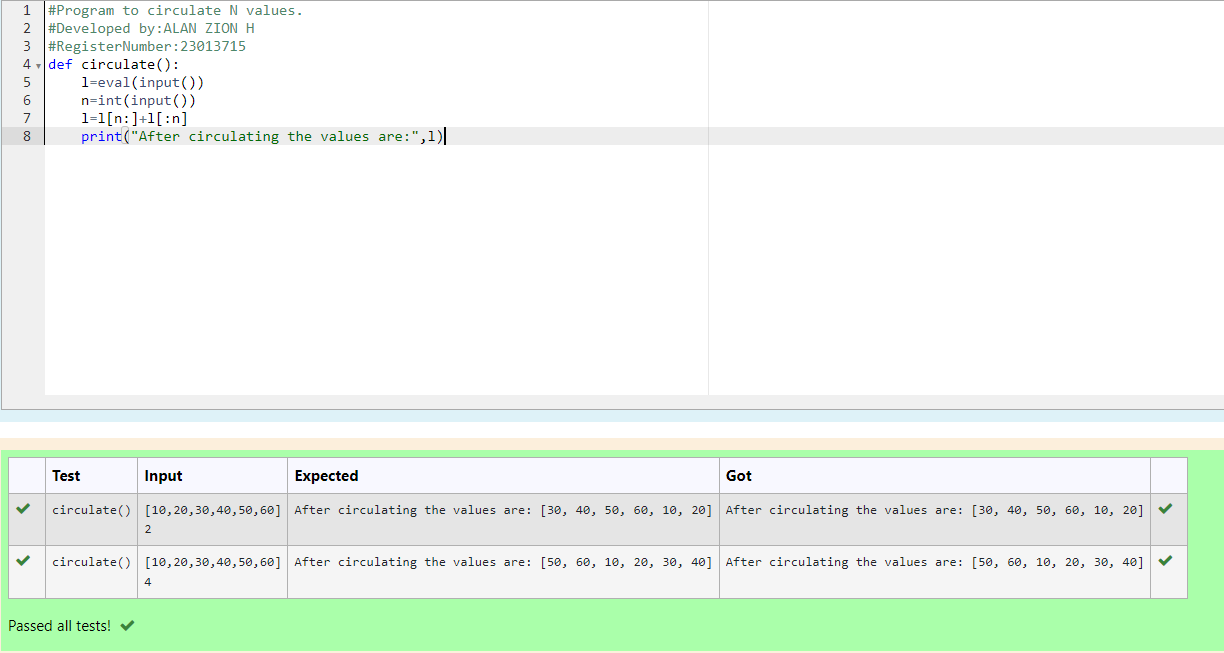 1 #Program to circulate N values.
2 #Developed by:ALAN ZION H
3 #RegisterNumber:23013715
4 def circulate():
5     l=eval(input())
6     n=int(input())
7     l=l[n:]+l[:n]
8     print("After circulating the values are:",l)
Test Input Expected Got
circulate() [10,20,30,40,50,60] After circulating the values are: [30, 40, 50, 60, 10, 20] After circulating the values are: [30, 40, 50, 60, 10, 20]
2
circulate() [10,20,30,40,50,60] After circulating the values are: [50, 60, 10, 20, 30, 40] After circulating the values are: [50, 60, 10, 20, 30, 40]
4
Passed all tests!